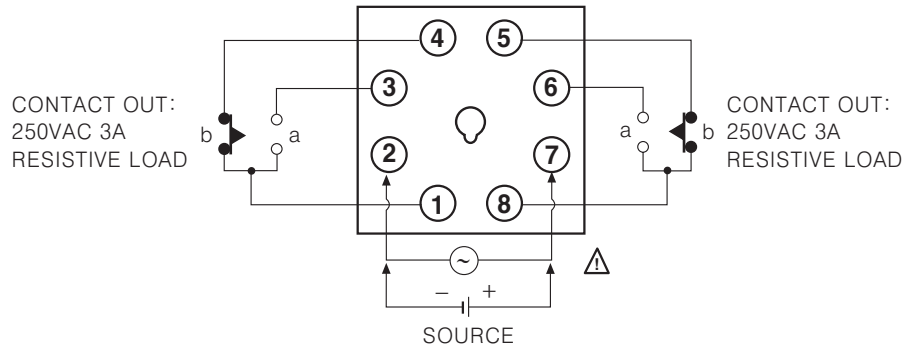 4
5
3
6
CONTACT OUT:
250VAC 3A
RESISTIVE LOAD
b
a
a
b
CONTACT OUT:
250VAC 3A
RESISTIVE LOAD
2
7
1
8
~
− +
SOURCE